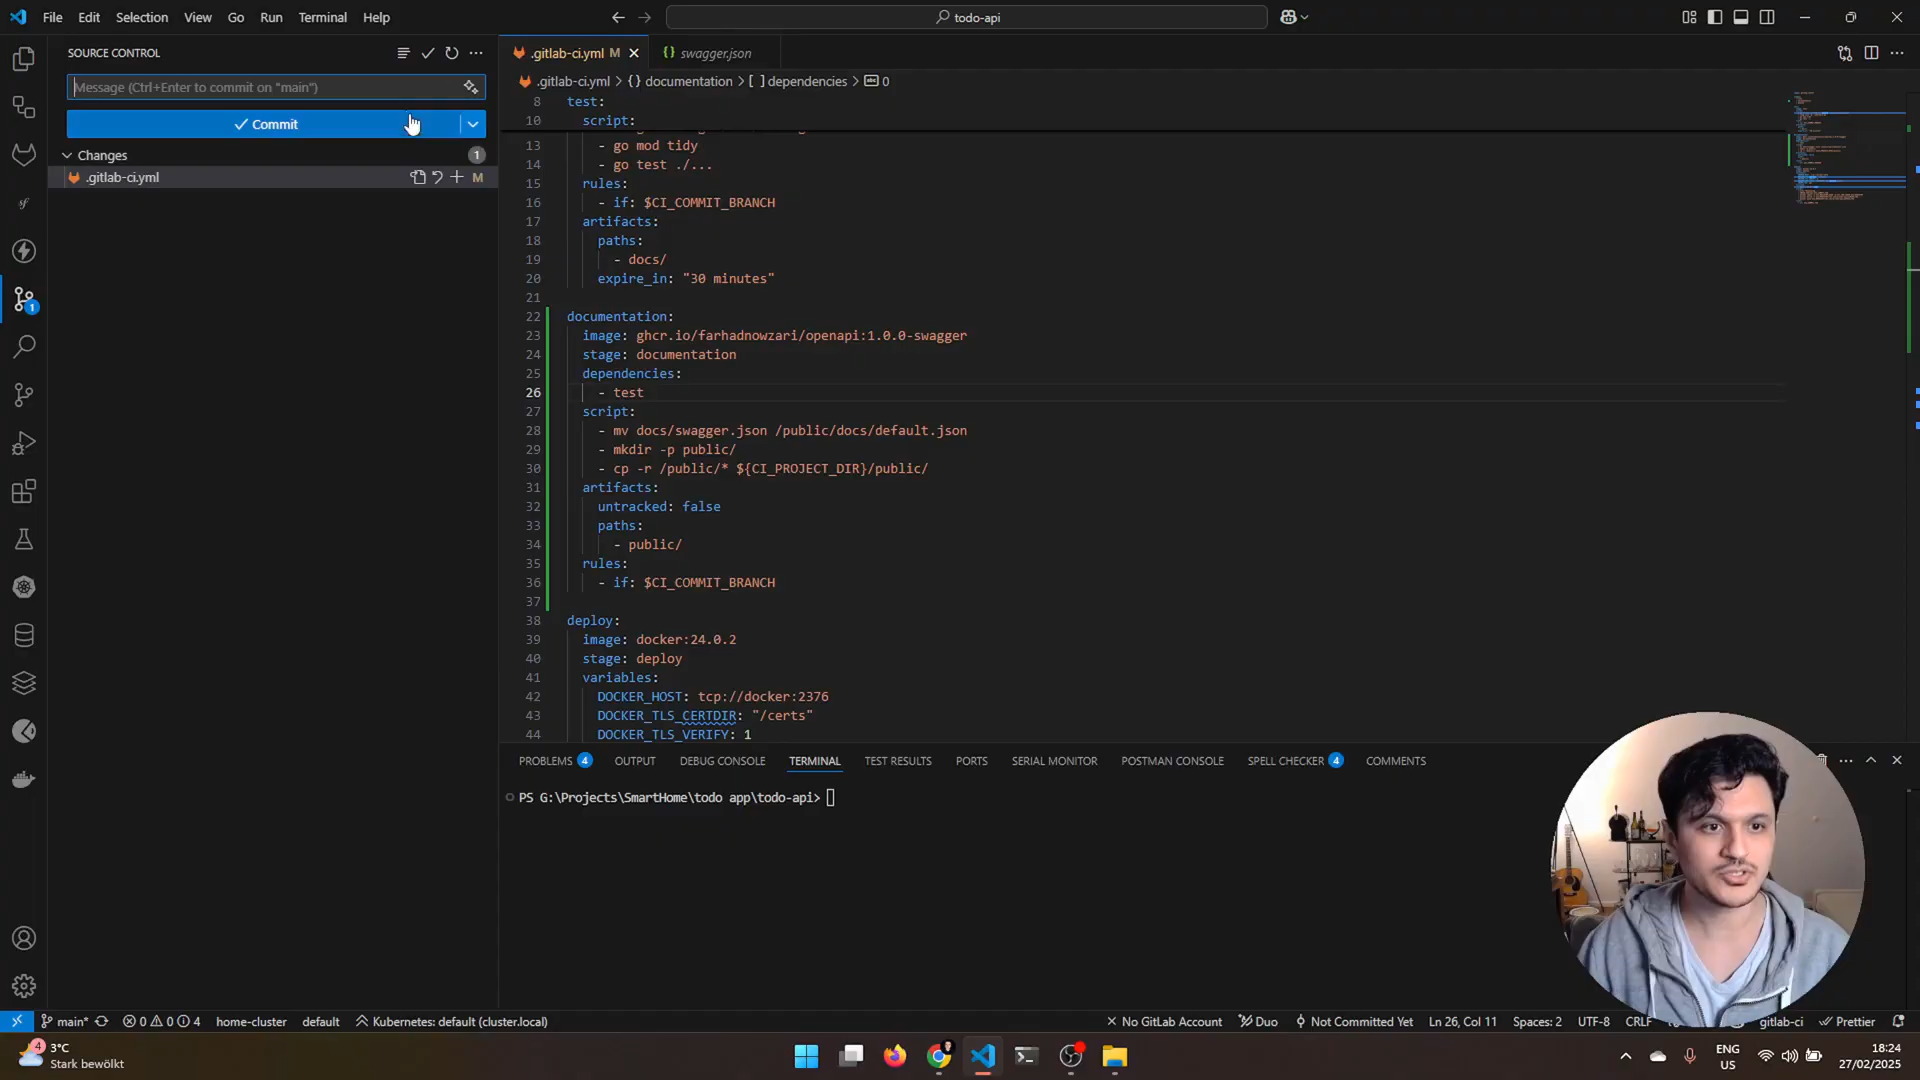 File Edit Selection View Go Run Terminal Help
todo-api
SOURCE CONTROL
Message (Ctrl+Enter to commit on "main")
Commit
Changes
1
.gitlab-ci.yml
M
1
.gitlab-ci.yml M
swagger.json
.gitlab-ci.yml > {} documentation > [ ] dependencies > 0
8 test:
10 script:
13 - go mod tidy
14 - go test ./...
15 rules:
16 - if: $CI_COMMIT_BRANCH
17 artifacts:
18 paths:
19 - docs/
20 expire_in: "30 minutes"
21
22 documentation:
23 image: ghcr.io/farhadnowzari/openapi:1.0.0-swagger
24 stage: documentation
25 dependencies:
26 - test
27 script:
28 - mv docs/swagger.json /public/docs/default.json
29 - mkdir -p public/
30 - cp -r /public/* ${CI_PROJECT_DIR}/public/
31 artifacts:
32 untracked: false
33 paths:
34 - public/
35 rules:
36 - if: $CI_COMMIT_BRANCH
37
38 deploy:
39 image: docker:24.0.2
40 stage: deploy
41 variables:
42 DOCKER_HOST: tcp://docker:2376
43 DOCKER_TLS_CERTDIR: "/certs"
44 DOCKER_TLS_VERIFY: 1
PROBLEMS 4 OUTPUT DEBUG CONSOLE TERMINAL TEST RESULTS PORTS SERIAL MONITOR POSTMAN CONSOLE SPELL CHECKER 4 COMMENTS
PS G:\Projects\SmartHome\todo app\todo-api>
main* 0 0 4 home-cluster default Kubernetes: default (cluster.local) No GitLab Account Duo Not Committed Yet Ln 26, Col 11 Spaces: 2 UTF-8 CRLF gitlab-ci Prettier
4
3°C
Stark bewölkt
ENG
US
18:24
27/02/2025